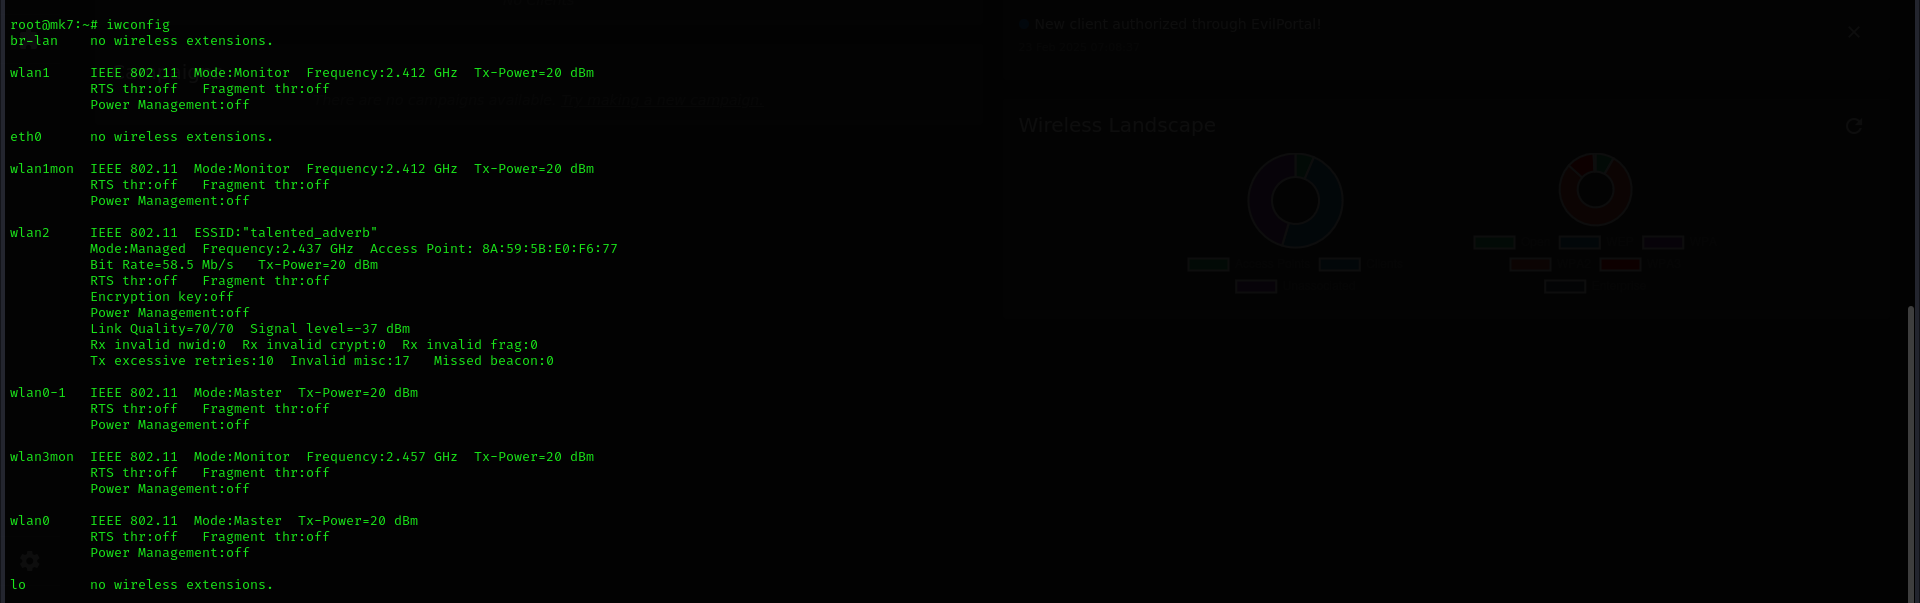 root@mk7:~# iwconfig
br-lan    no wireless extensions.
wlan1     IEEE 802.11  Mode:Monitor  Frequency:2.412 GHz  Tx-Power=20 dBm
          RTS thr:off   Fragment thr:off
          Power Management:off
eth0      no wireless extensions.
wlan1mon  IEEE 802.11  Mode:Monitor  Frequency:2.412 GHz  Tx-Power=20 dBm
          RTS thr:off   Fragment thr:off
          Power Management:off
wlan2     IEEE 802.11  ESSID:"talented_adverb"
          Mode:Managed  Frequency:2.437 GHz  Access Point: 8A:59:5B:E0:F6:77
          Bit Rate=58.5 Mb/s   Tx-Power=20 dBm
          RTS thr:off   Fragment thr:off
          Encryption key:off
          Power Management:off
          Link Quality=70/70  Signal level=-37 dBm
          Rx invalid nwid:0  Rx invalid crypt:0  Rx invalid frag:0
          Tx excessive retries:10  Invalid misc:17   Missed beacon:0
wlan0-1   IEEE 802.11  Mode:Master  Tx-Power=20 dBm
          RTS thr:off   Fragment thr:off
          Power Management:off
wlan3mon  IEEE 802.11  Mode:Monitor  Frequency:2.457 GHz  Tx-Power=20 dBm
          RTS thr:off   Fragment thr:off
          Power Management:off
wlan0     IEEE 802.11  Mode:Master  Tx-Power=20 dBm
          RTS thr:off   Fragment thr:off
          Power Management:off
lo        no wireless extensions.
New client authorized through EvilPortal!
Wireless Landscape